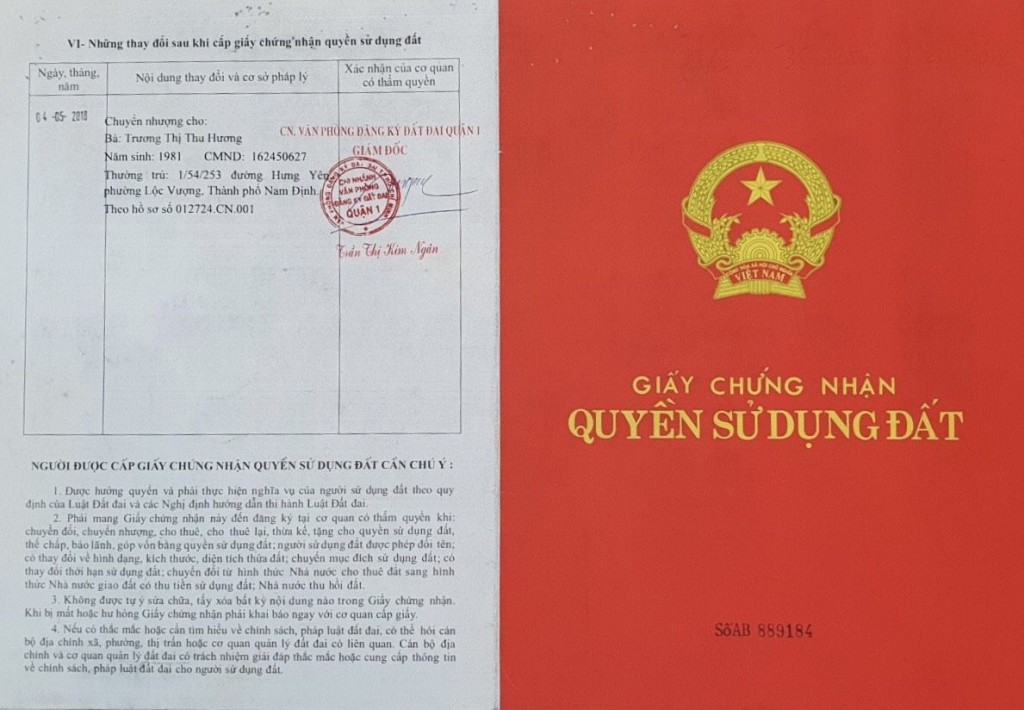 VI- Những thay đổi sau khi cấp giấy chứng nhận quyền sử dụng đất
Ngày, tháng, năm
Nội dung thay đổi và cơ sở pháp lý
Xác nhận của cơ quan có thẩm quyền
04 -05- 2018
Chuyển nhượng cho:
Bà: Trương Thị Thu Hương
Năm sinh: 1981 CMND: 162450627
Thường trú: 1/54/253 đường Hưng Yên,
phường Lộc Vượng, Thành phố Nam Định.
Theo hồ sơ số 012724.CN.001
CN. VĂN PHÒNG ĐĂNG KÝ ĐẤT ĐAI QUẬN 1
GIÁM ĐỐC
CHI NHÁNH
VĂN PHÒNG
ĐĂNG KÝ ĐẤT ĐAI
QUẬN 1
Trần Thị Kim Ngân
NGƯỜI ĐƯỢC CẤP GIẤY CHỨNG NHẬN QUYỀN SỬ DỤNG ĐẤT CẦN CHÚ Ý :
1. Được hưởng quyền và phải thực hiện nghĩa vụ của người sử dụng đất theo quy
định của Luật Đất đai và các Nghị định hướng dẫn thi hành Luật Đất đai.
2. Phải mang Giấy chứng nhận này đến đăng ký tại cơ quan có thẩm quyền khi:
chuyển đổi, chuyển nhượng, cho thuê, cho thuê lại, thừa kế, tặng cho quyền sử dụng đất,
thế chấp, bảo lãnh, góp vốn bằng quyền sử dụng đất; người sử dụng đất được phép đổi tên;
có thay đổi về hình dạng, kích thước, diện tích thửa đất; chuyển mục đích sử dụng đất; có
thay đổi thời hạn sử dụng đất; chuyển đổi từ hình thức Nhà nước cho thuê đất sang hình
thức Nhà nước giao đất có thu tiền sử dụng đất; Nhà nước thu hồi đất.
3. Không được tự ý sửa chữa, tẩy xóa bất kỳ nội dung nào trong Giấy chứng nhận.
Khi bị mất hoặc hư hỏng Giấy chứng nhận phải khai báo ngay với cơ quan cấp giấy.
4. Nếu có thắc mắc hoặc cần tìm hiểu về chính sách, pháp luật đất đai, có thể hỏi cán
bộ địa chính xã, phường, thị trấn hoặc cơ quan quản lý đất đai có liên quan. Cán bộ địa
chính và cơ quan quản lý đất đai có trách nhiệm giải đáp thắc mắc hoặc cung cấp thông tin
về chính sách, pháp luật đất đai cho người sử dụng đất.
CỘNG HÒA XÃ HỘI CHỦ NGHĨA
VIỆT NAM
GIẤY CHỨNG NHẬN
QUYỀN SỬ DỤNG ĐẤT
SốAB 889184